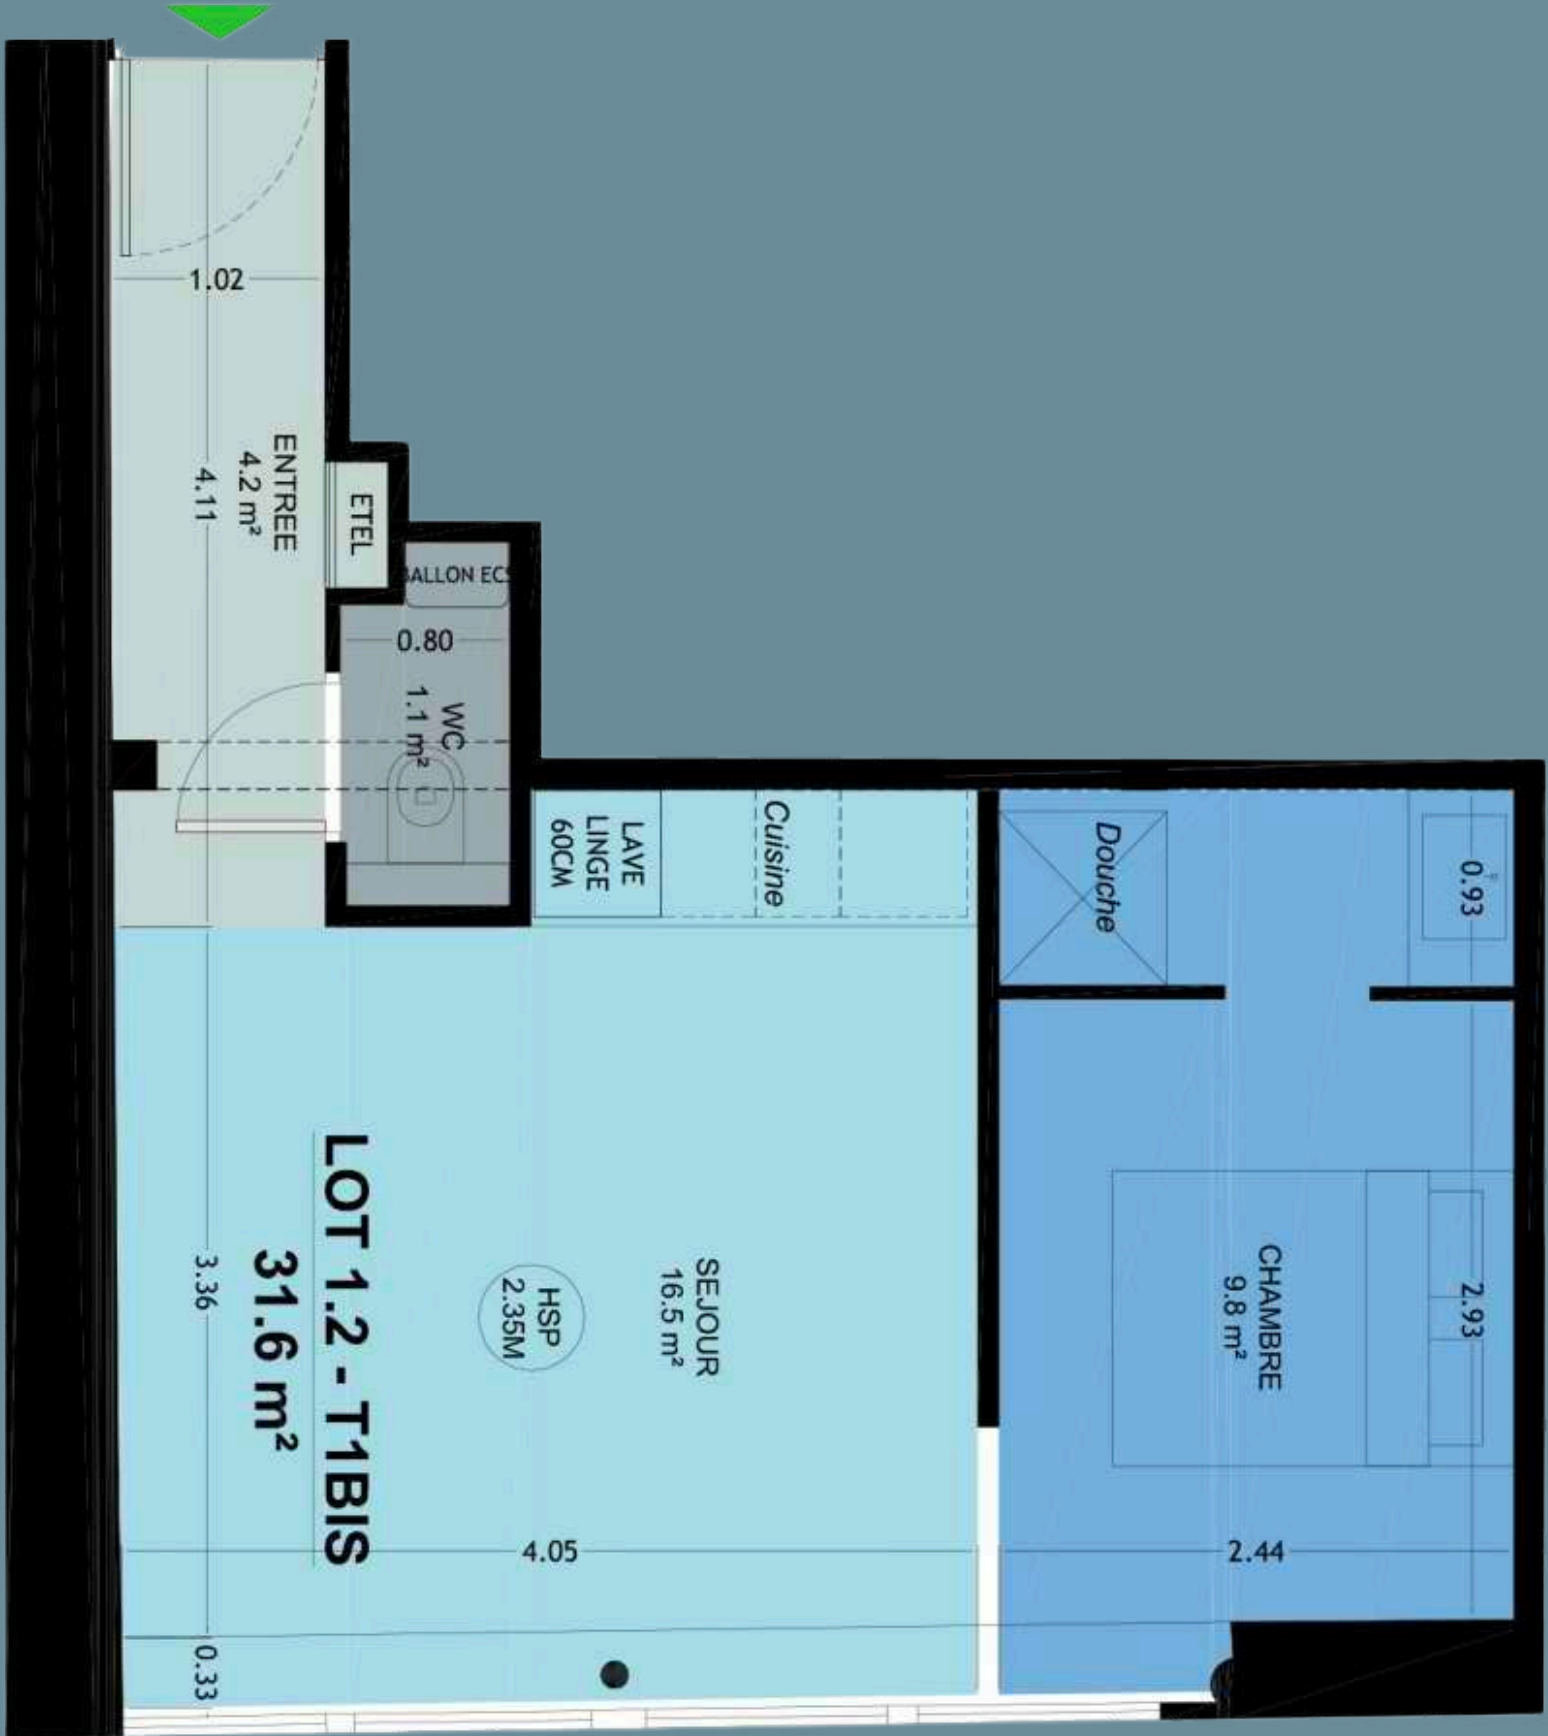 1.02
ENTREE
4.2 m²
4.11
ETEL
BALLON ECS
0.80
WC
1.1 m²
LAVE
LINGE
60CM
Cuisine
Douche
0.93
LOT 1.2 - T1BIS
31.6 m²
3.36
HSP
2.35M
SEJOUR
16.5 m²
CHAMBRE
9.8 m²
2.93
4.05
2.44
0.33